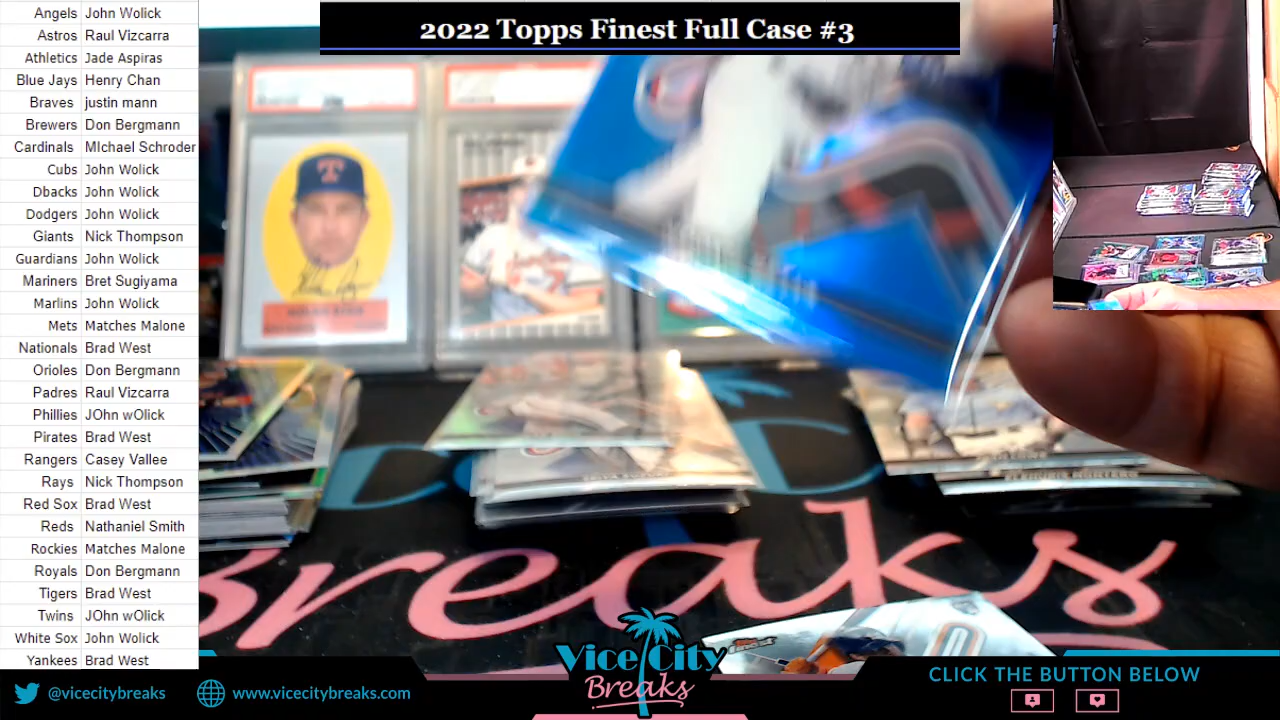 2022 Topps Finest Full Case #3
Angels John Wolick
Astros Raul Vizcarra
Athletics Jade Aspiras
Blue Jays Henry Chan
Braves justin mann
Brewers Don Bergmann
Cardinals MIchael Schroder
Cubs John Wolick
Dbacks John Wolick
Dodgers John Wolick
Giants Nick Thompson
Guardians John Wolick
Mariners Bret Sugiyama
Marlins John Wolick
Mets Matches Malone
Nationals Brad West
Orioles Don Bergmann
Padres Raul Vizcarra
Phillies JOhn wOlick
Pirates Brad West
Rangers Casey Vallee
Rays Nick Thompson
Red Sox Brad West
Reds Nathaniel Smith
Rockies Matches Malone
Royals Don Bergmann
Tigers Brad West
Twins JOhn wOlick
White Sox John Wolick
Yankees Brad West
T
Breaks
Finest
@vicecitybreaks
www.vicecitybreaks.com
Vice City
Breaks
CLICK THE BUTTON BELOW